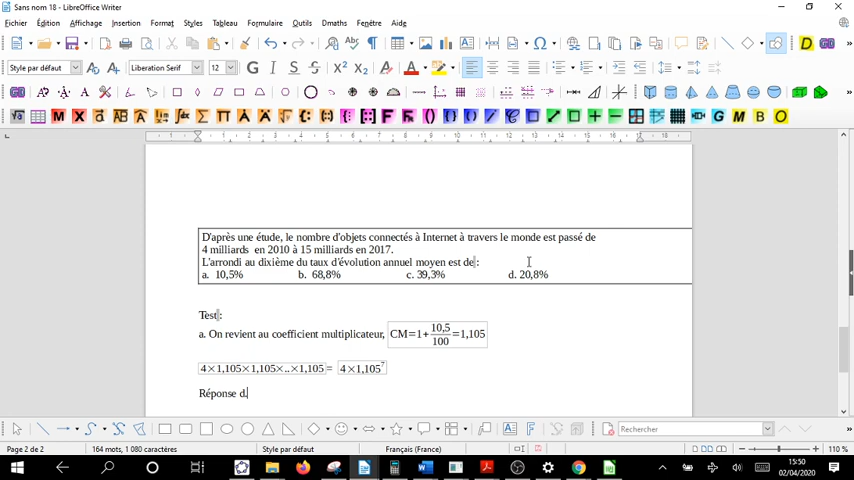 Sans nom 18 - LibreOffice Writer
Fichier Édition Affichage Insertion Format Styles Tableau Formulaire Outils Dmaths Fenêtre Aide
Style par défaut Liberation Serif 12
D'après une étude, le nombre d'objets connectés à Internet à travers le monde est passé de
4 milliards en 2010 à 15 milliards en 2017.
L'arrondi au dixième du taux d'évolution annuel moyen est de :
a. 10,5% b. 68,8% c. 39,3% d. 20,8%
Test :
a. On revient au coefficient multiplicateur, CM=1+10,5/100=1,105
4×1,105×1,105×..×1,105= 4×1,105⁷
Réponse d.
Rechercher
Page 2 de 2 164 mots, 1 080 caractères Style par défaut Français (France) 110 %
15:50
02/04/2020